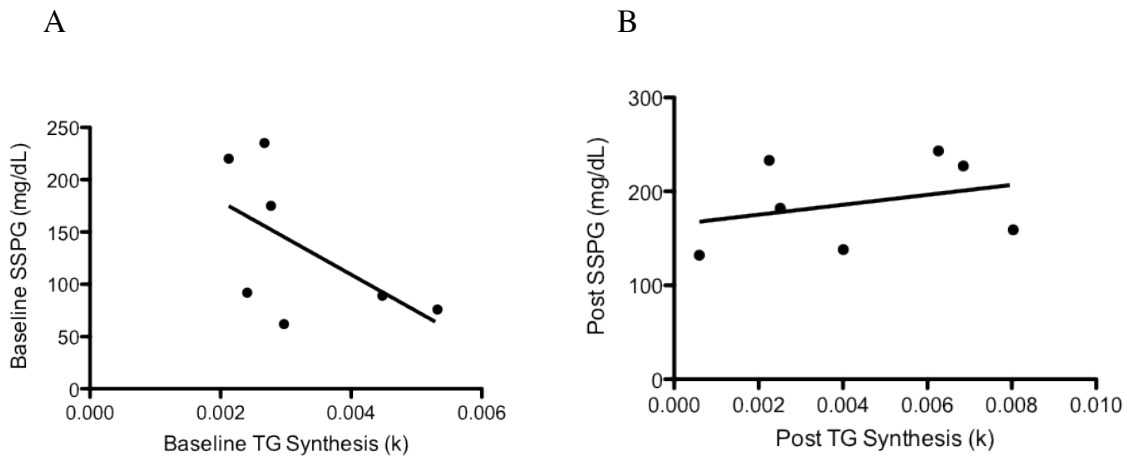 A
250
200
150
100
50
0
0.000 0.002 0.004 0.006
Baseline SSPG (mg/dL)
Baseline TG Synthesis (k)
B
300
200
100
0
0.000 0.002 0.004 0.006 0.008 0.010
Post SSPG (mg/dL)
Post TG Synthesis (k)